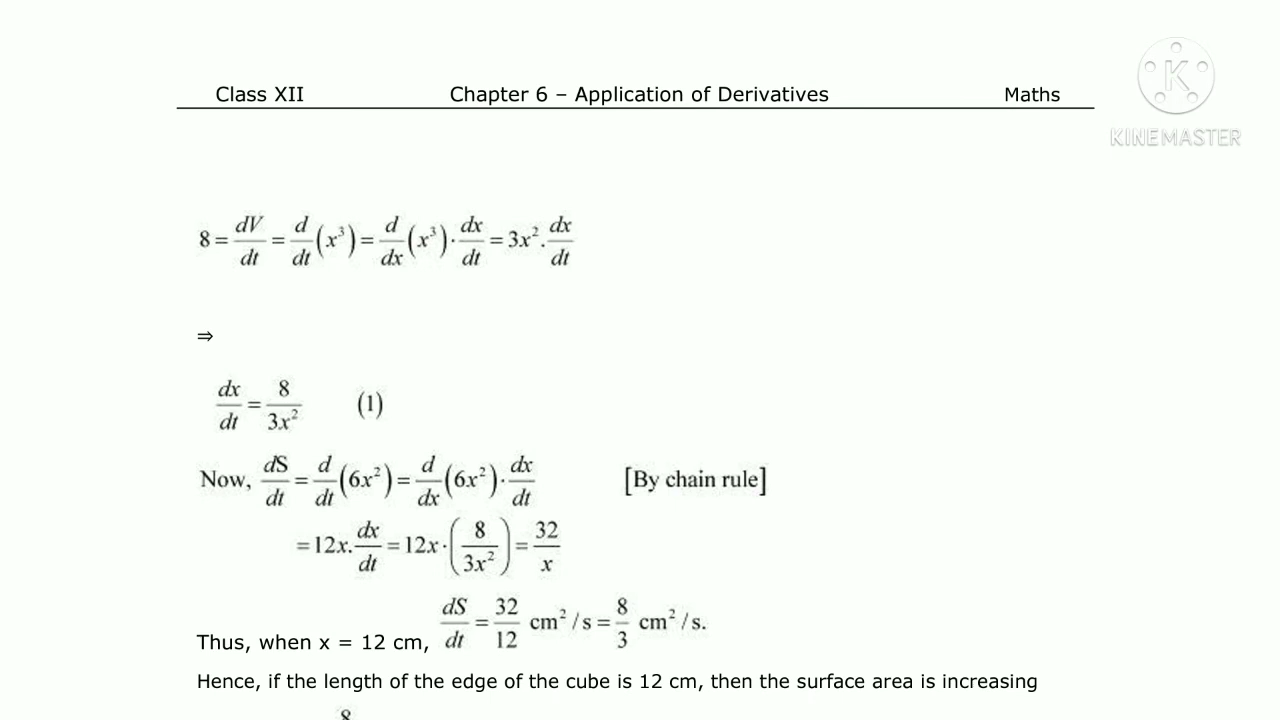 Class XII Chapter 6 – Application of Derivatives Maths
K
KINEMASTER
8 = dV/dt = d/dt (x³) = d/dx (x³) · dx/dt = 3x² . dx/dt
⇒
dx/dt = 8/3x² (1)
Now, dS/dt = d/dt (6x²) = d/dx (6x²) · dx/dt [By chain rule]
= 12x. dx/dt = 12x · (8/3x²) = 32/x
Thus, when x = 12 cm, dS/dt = 32/12 cm² / s = 8/3 cm² / s.
Hence, if the length of the edge of the cube is 12 cm, then the surface area is increasing
8